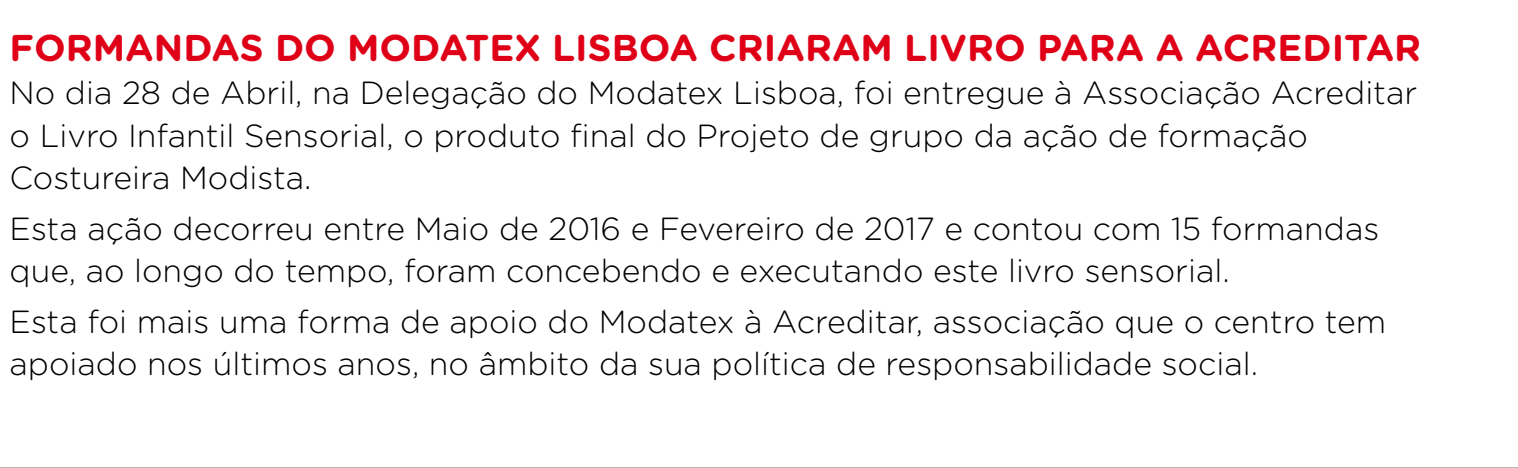 FORMANDAS DO MODATEX LISBOA CRIARAM LIVRO PARA A ACREDITAR
No dia 28 de Abril, na Delegação do Modatex Lisboa, foi entregue à Associação Acreditar
o Livro Infantil Sensorial, o produto final do Projeto de grupo da ação de formação
Costureira Modista.
Esta ação decorreu entre Maio de 2016 e Fevereiro de 2017 e contou com 15 formandas
que, ao longo do tempo, foram concebendo e executando este livro sensorial.
Esta foi mais uma forma de apoio do Modatex à Acreditar, associação que o centro tem
apoiado nos últimos anos, no âmbito da sua política de responsabilidade social.